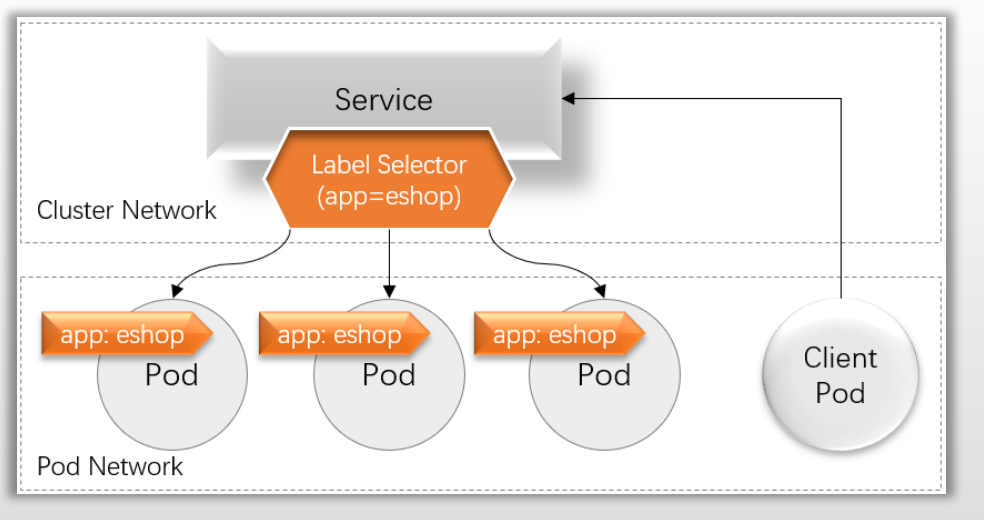 Service
Label Selector
(app=eshop)
Cluster Network
app: eshop
Pod
app: eshop
Pod
app: eshop
Pod
Client
Pod
Pod Network